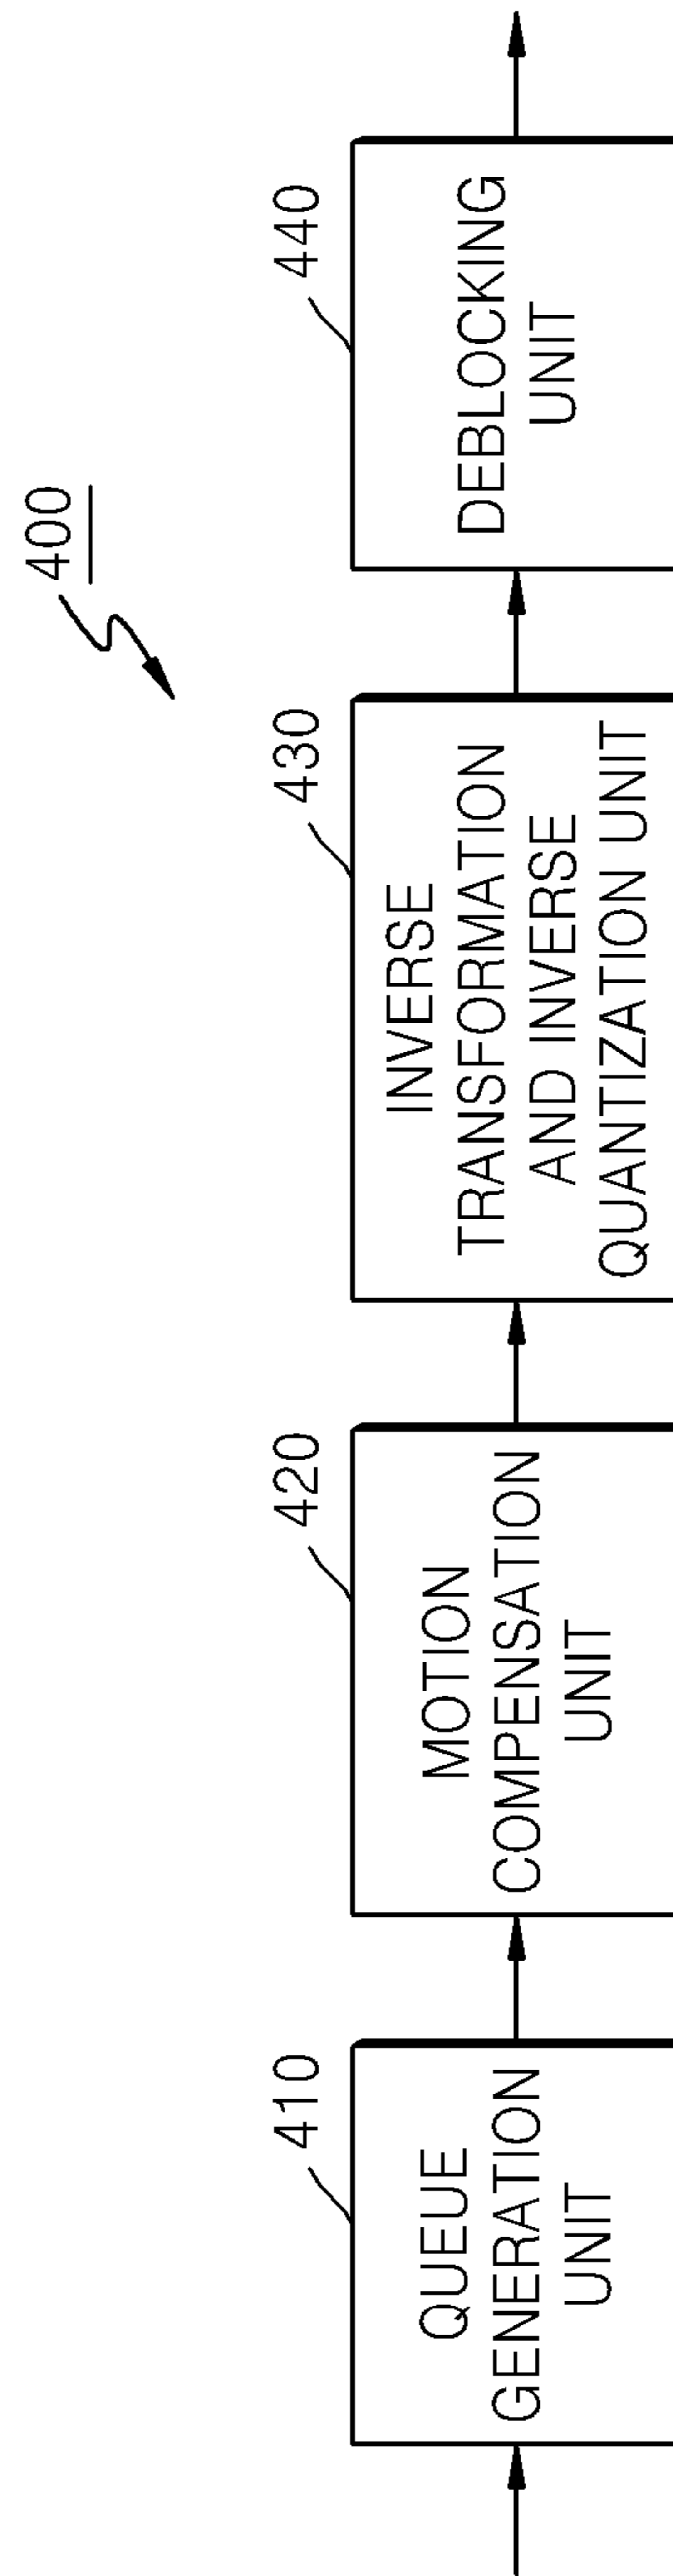 400
410
QUEUE
GENERATION
UNIT
420
MOTION
COMPENSATION
UNIT
430
INVERSE
TRANSFORMATION
AND INVERSE
QUANTIZATION UNIT
440
DEBLOCKING
UNIT